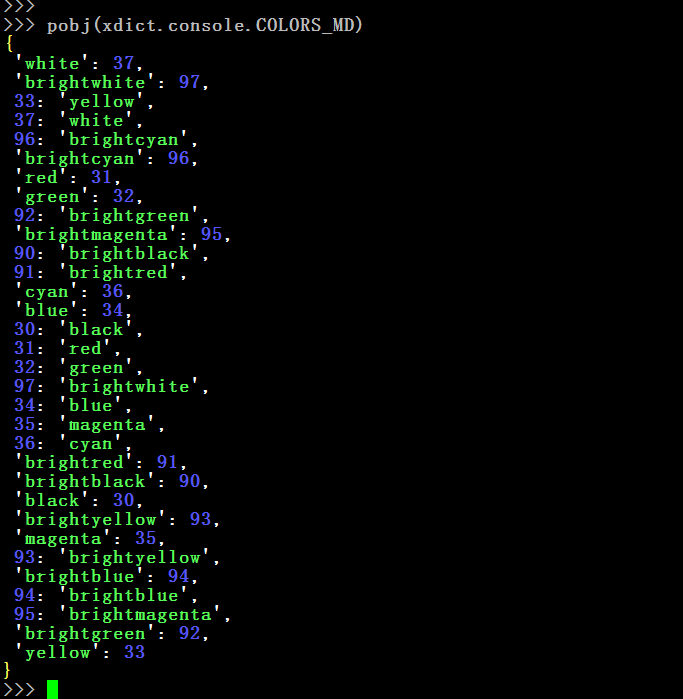 >>>
>>> pobj(xdict.console.COLORS_MD)
{
 'white': 37,
 'brightwhite': 97,
 33: 'yellow',
 37: 'white',
 96: 'brightcyan',
 'brightcyan': 96,
 'red': 31,
 'green': 32,
 92: 'brightgreen',
 'brightmagenta': 95,
 90: 'brightblack',
 91: 'brightred',
 'cyan': 36,
 'blue': 34,
 30: 'black',
 31: 'red',
 32: 'green',
 97: 'brightwhite',
 34: 'blue',
 35: 'magenta',
 36: 'cyan',
 'brightred': 91,
 'brightblack': 90,
 'black': 30,
 'brightyellow': 93,
 'magenta': 35,
 93: 'brightyellow',
 'brightblue': 94,
 94: 'brightblue',
 95: 'brightmagenta',
 'brightgreen': 92,
 'yellow': 33
}
>>>